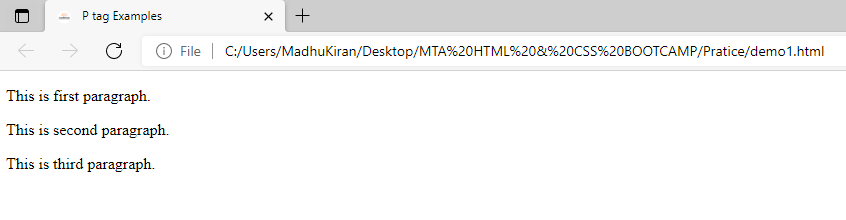 P tag Examples
File | C:/Users/MadhuKiran/Desktop/MTA%20HTML%20&%20CSS%20BOOTCAMP/Pratice/demo1.html
This is first paragraph.
This is second paragraph.
This is third paragraph.